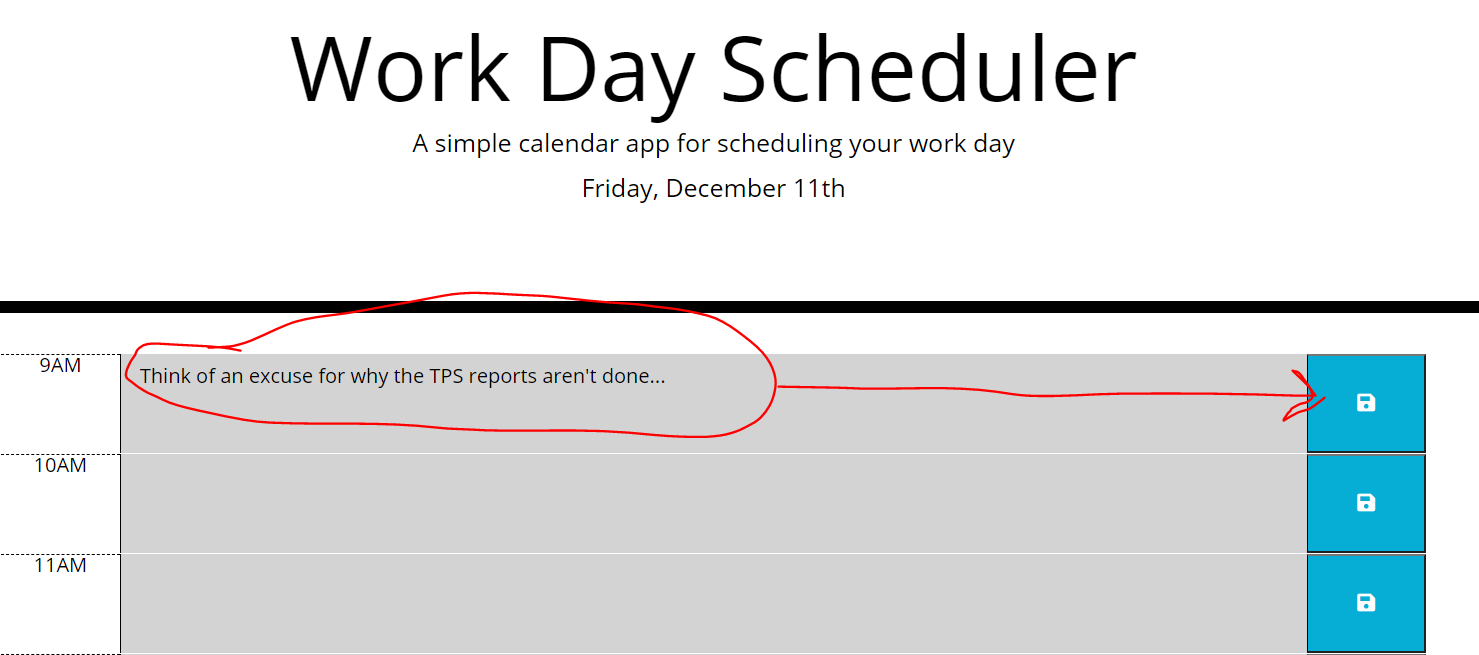 Work Day Scheduler
A simple calendar app for scheduling your work day
Friday, December 11th
9AM
Think of an excuse for why the TPS reports aren't done...
10AM
11AM